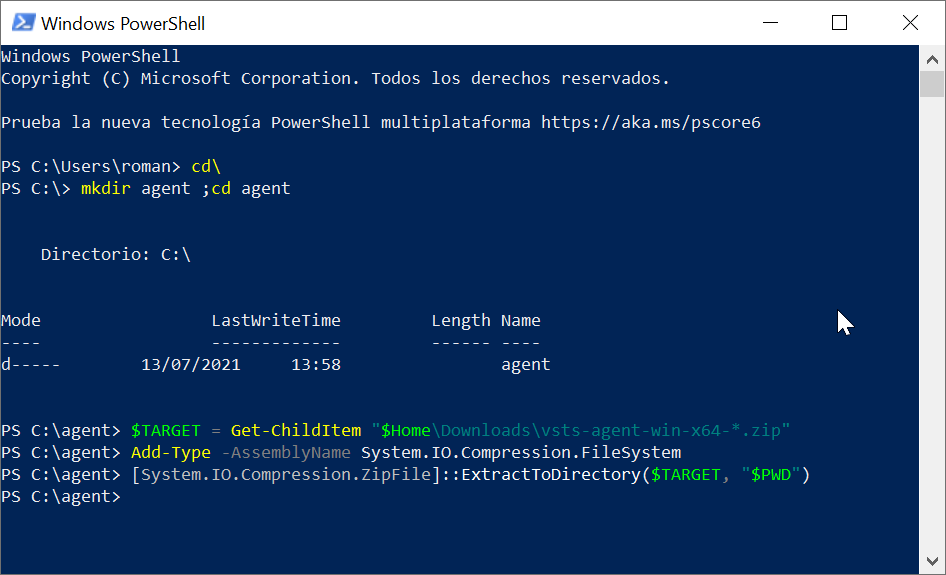 Windows PowerShell
Windows PowerShell
Copyright (C) Microsoft Corporation. Todos los derechos reservados.
Prueba la nueva tecnología PowerShell multiplataforma https://aka.ms/pscore6
PS C:\Users\roman> cd\
PS C:\> mkdir agent ;cd agent
    Directorio: C:\
Mode                 LastWriteTime         Length Name
----                 -------------         ------ ----
d-----        13/07/2021     13:58                agent
PS C:\agent> $TARGET = Get-ChildItem "$Home\Downloads\vsts-agent-win-x64-*.zip"
PS C:\agent> Add-Type -AssemblyName System.IO.Compression.FileSystem
PS C:\agent> [System.IO.Compression.ZipFile]::ExtractToDirectory($TARGET, "$PWD")
PS C:\agent>